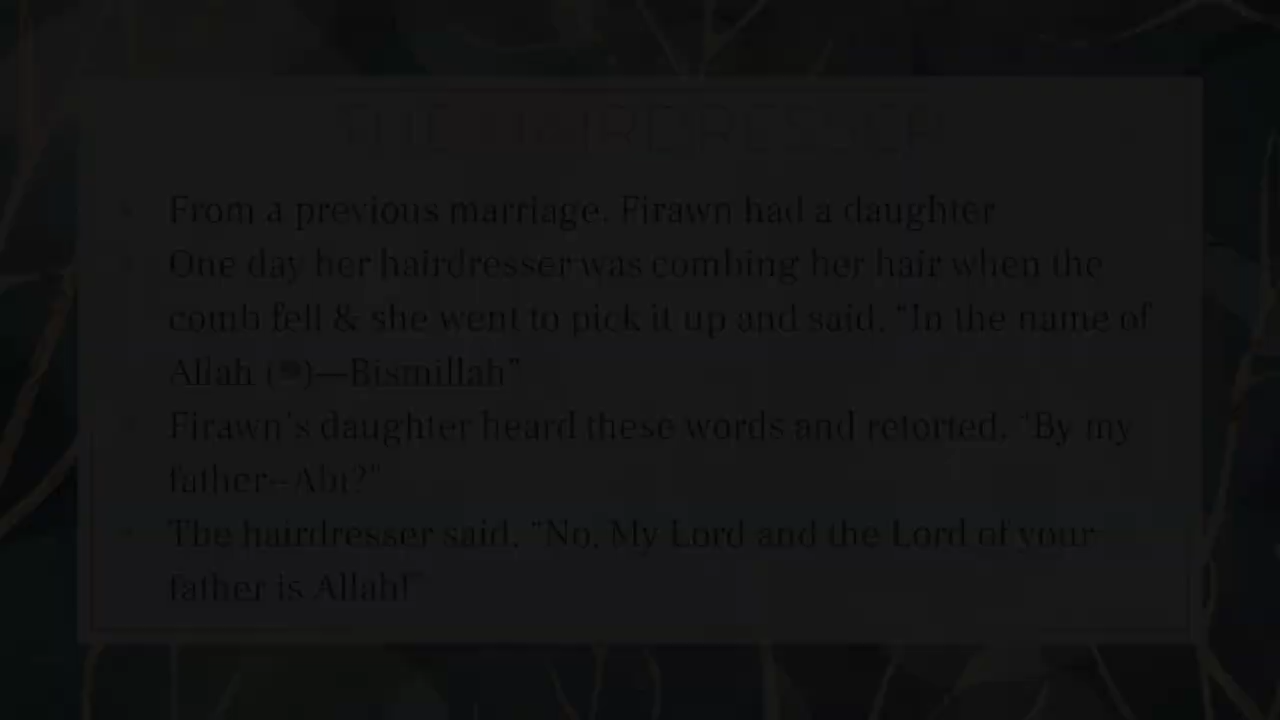 THE HAIRDRESSER
From a previous marriage, Firawn had a daughter
One day her hairdresser was combing her hair when the
comb fell & she went to pick it up and said, "In the name of
Allah (ﷻ)—Bismillah"
Firawn's daughter heard these words and retorted, "By my
father–Abi?"
The hairdresser said, "No, My Lord and the Lord of your
father is Allah!"